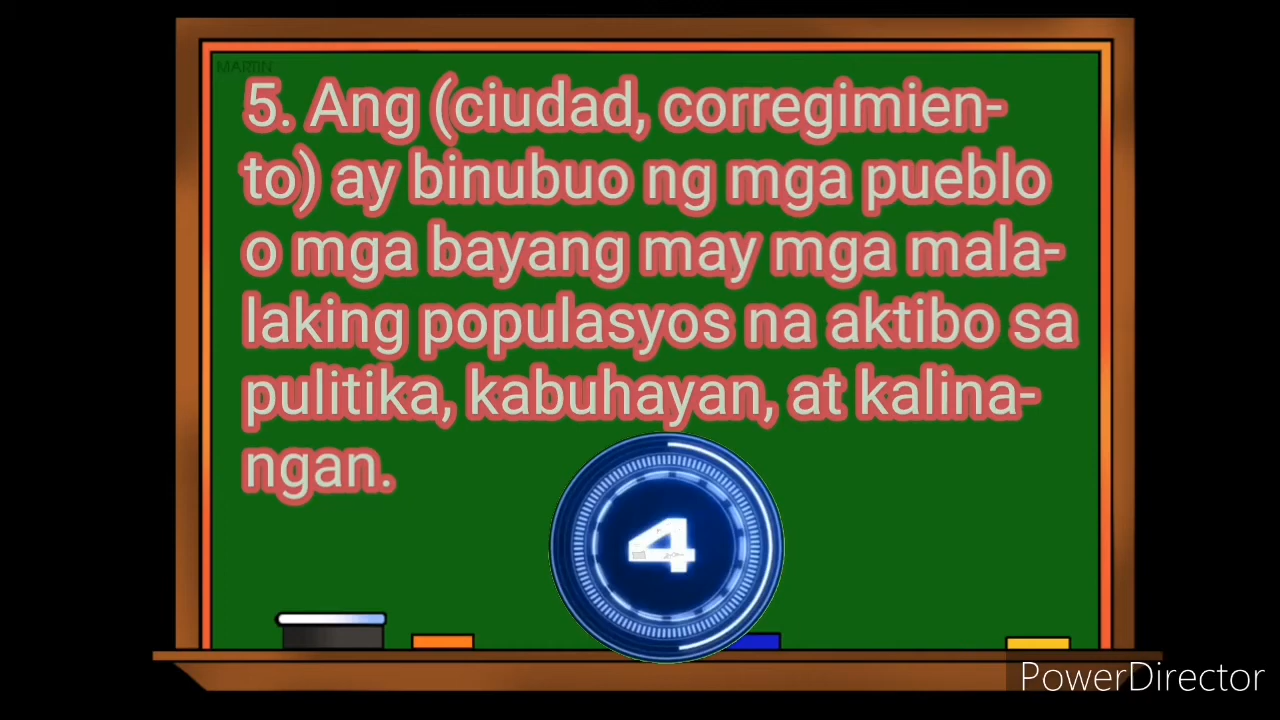 MARTIN
5. Ang (ciudad, corregimien-
to) ay binubuo ng mga pueblo
o mga bayang may mga mala-
laking populasyos na aktibo sa
pulitika, kabuhayan, at kalina-
ngan.
4
PowerDirector